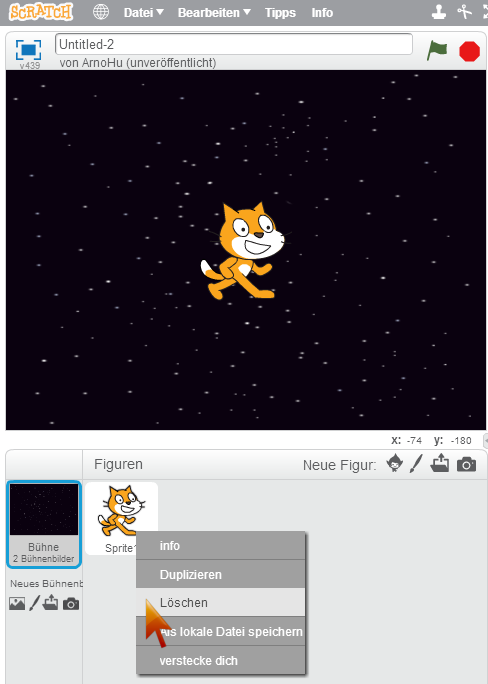 SCRATCH Datei Bearbeiten Tipps Info
v439
Untitled-2
von ArnoHu (unveröffentlicht)
x: -74 y: -180
Figuren Neue Figur:
Bühne
2 Bühnenbilder
Sprite1
Neues Bühnenb
info
Duplizieren
Löschen
Als lokale Datei speichern
verstecke dich